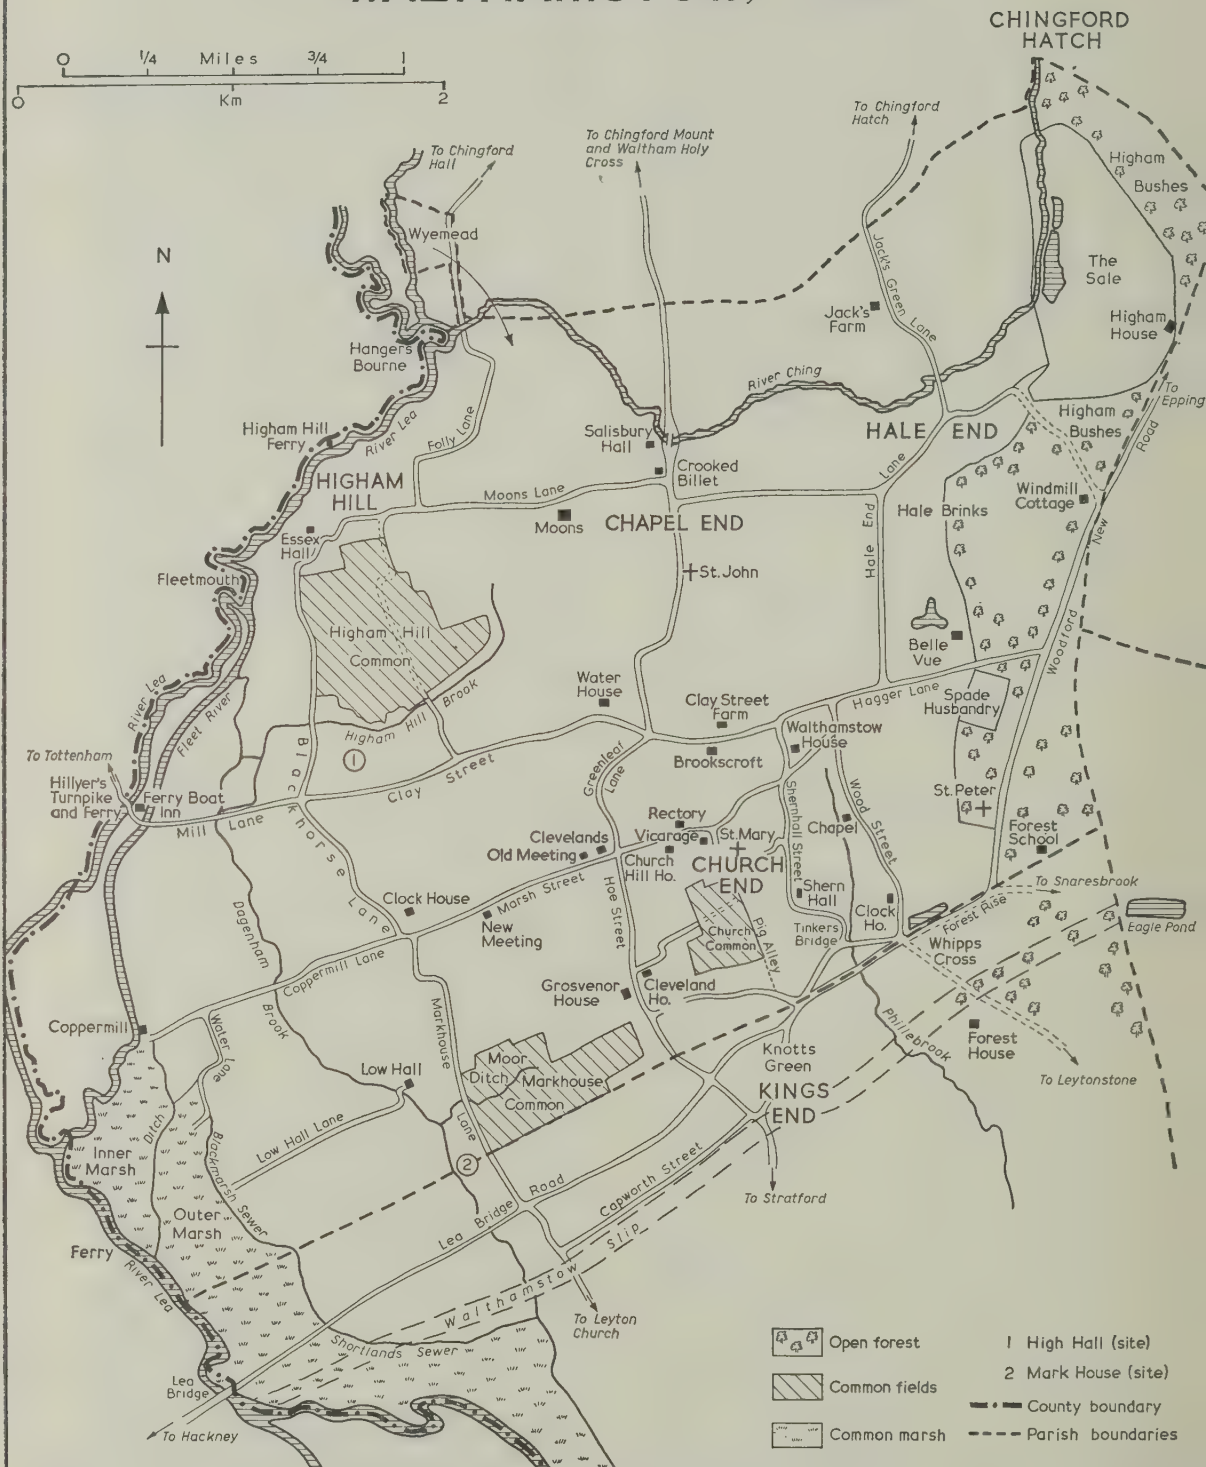 CHINGFORD
HATCH
0 1/4 Miles 3/4 1
0 Km 2
To Chingford
Hatch
To Chingford Mount
and Waltham Holy
Cross
To Chingford
Hall
Higham
Bushes
Wyemead
N
The
Sale
Jack's Green Lane
Jack's
Farm
Higham
House
Hangers
Bourne
River Ching
To
Epping
River Lea
Folly Lane
Higham Hill
Ferry
Salisbury
Hall
HALE END
Higham
Bushes
Crooked
Billet
HIGHAM
HILL
Moons Lane
Lane
Windmill
Cottage
Hale Brinks
Moons
CHAPEL END
Essex
Hall
Hale End
New
Road
Fleetmouth
St. John
Higham Hill
Common
Belle
Vue
Woodford
River Lea
Fleet River
Water
House
Clay Street
Farm
Hagger Lane
Spade
Husbandry
Higham Hill Brook
To Tottenham
1
Greenleaf
Lane
Brookscroft
Walthamstow
House
Hillyer's
Turnpike
and Ferry
Ferry Boat
Inn
Clay Street
St. Peter
Mill Lane
Blackhorse Lane
Rectory
Vicarage
St. Mary
Shernhall Street
Chapel
Wood Street
Forest
School
Clevelands
Old Meeting
Church
Hill Ho.
CHURCH
END
To Snaresbrook
Clock House
Marsh Street
Hoe Street
Shern
Hall
Clock
Ho.
Forest Rise
Eagle Pond
New
Meeting
Church
Common
Pig Alley
Tinkers
Bridge
Whipps
Cross
Dagenham
Brook
Coppermill Lane
Grosvenor
House
Cleveland
Ho.
Coppermill
Water Lane
Markhouse
Lane
Phillebrook
Forest
House
Knotts
Green
Moor
Ditch
Markhouse
Common
Low Hall
KINGS
END
To Leytonstone
Ditch
Low Hall Lane
Inner
Marsh
Blackmarsh Sewer
2
Capworth Street
To Stratford
Outer
Marsh
Lea Bridge Road
Ferry
River Lea
Walthamstow Slip
To Leyton
Church
Shortlands Sewer
Lea
Bridge
To Hackney
Open forest
Common fields
Common marsh
1 High Hall (site)
2 Mark House (site)
County boundary
Parish boundaries